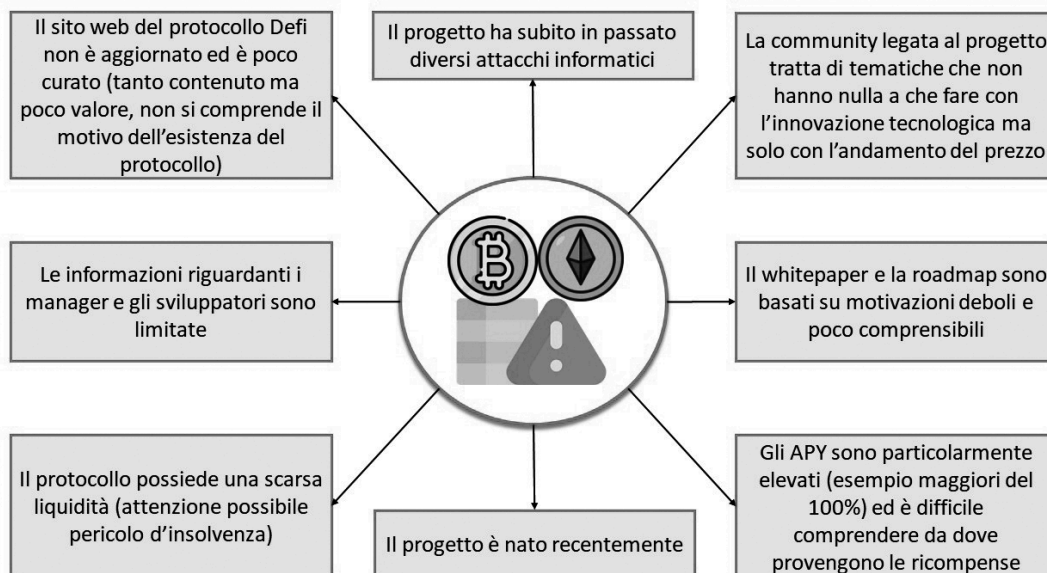 Il sito web del protocollo Defi
non è aggiornato ed è poco
curato (tanto contenuto ma
poco valore, non si comprende il
motivo dell'esistenza del
protocollo)
Il progetto ha subito in passato
diversi attacchi informatici
La community legata al progetto
tratta di tematiche che non
hanno nulla a che fare con
l'innovazione tecnologica ma
solo con l'andamento del prezzo
Le informazioni riguardanti i
manager e gli sviluppatori sono
limitate
Il whitepaper e la roadmap sono
basati su motivazioni deboli e
poco comprensibili
Il protocollo possiede una scarsa
liquidità (attenzione possibile
pericolo d'insolvenza)
Il progetto è nato recentemente
Gli APY sono particolarmente
elevati (esempio maggiori del
100%) ed è difficile
comprendere da dove
provengono le ricompense